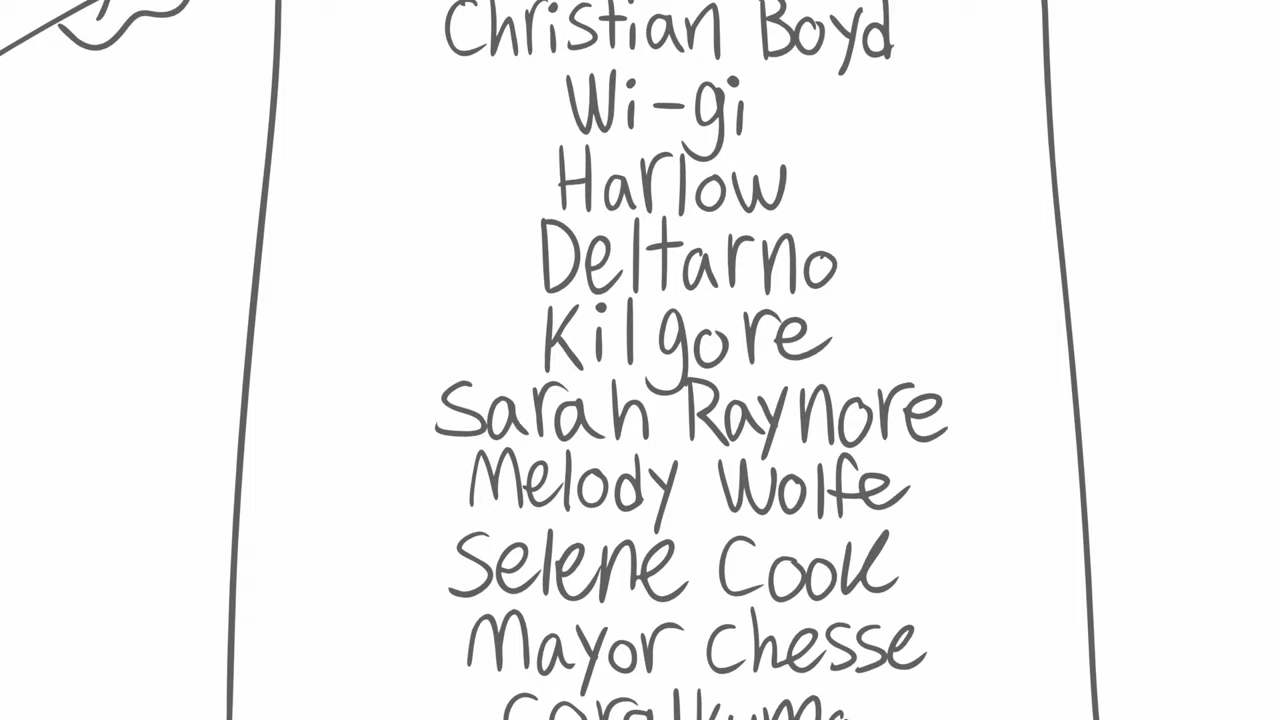 Christian Boyd
Wi-gi
Harlow
Deltarno
Kilgore
Sarah Raynore
Melody Wolfe
Selene Cook
Mayor Chesse